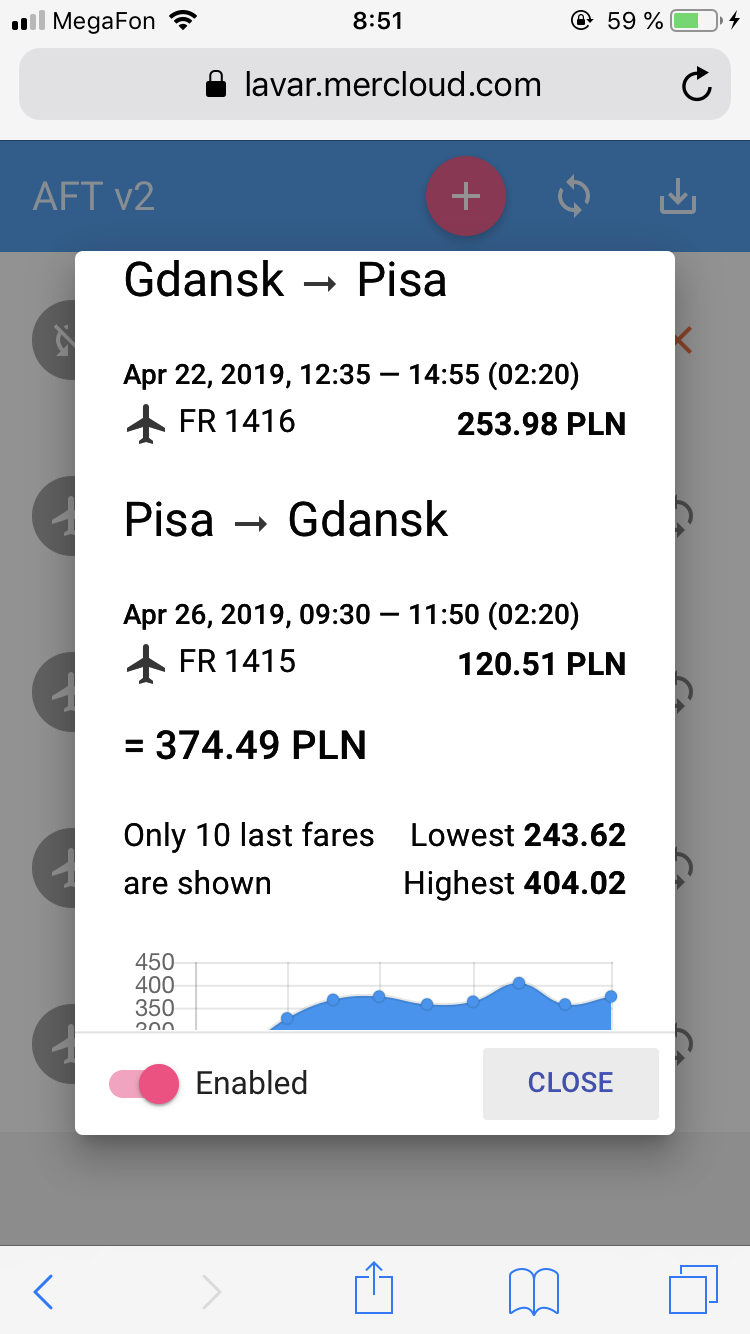 MegaFon 8:51 59 %
lavar.mercloud.com
AFT v2
Gdansk → Pisa
Apr 22, 2019, 12:35 — 14:55 (02:20)
FR 1416 253.98 PLN
Pisa → Gdansk
Apr 26, 2019, 09:30 — 11:50 (02:20)
FR 1415 120.51 PLN
= 374.49 PLN
Only 10 last fares are shown
Lowest 243.62
Highest 404.02
450
400
350
300
Enabled
CLOSE